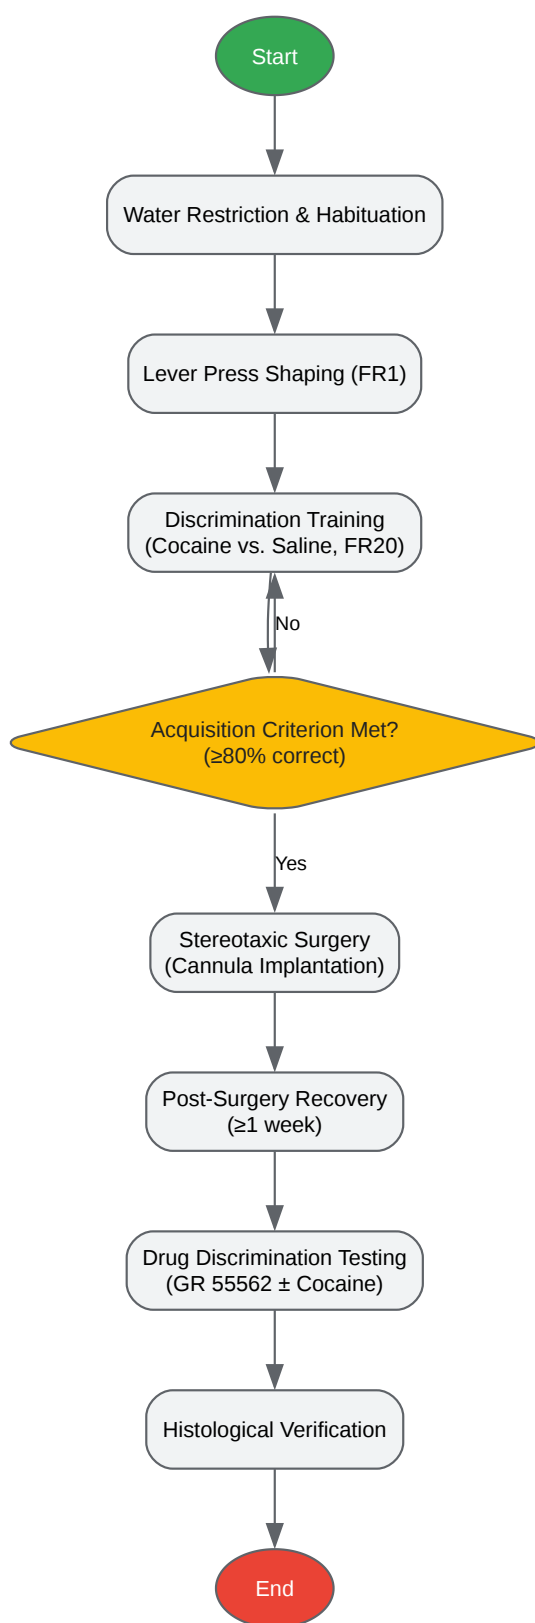 Start
Water Restriction & Habituation
Lever Press Shaping (FR1)
Discrimination Training
(Cocaine vs. Saline, FR20)
No
Acquisition Criterion Met?
(≥80% correct)
Yes
Stereotaxic Surgery
(Cannula Implantation)
Post-Surgery Recovery
(≥1 week)
Drug Discrimination Testing
(GR 55562 ± Cocaine)
Histological Verification
End